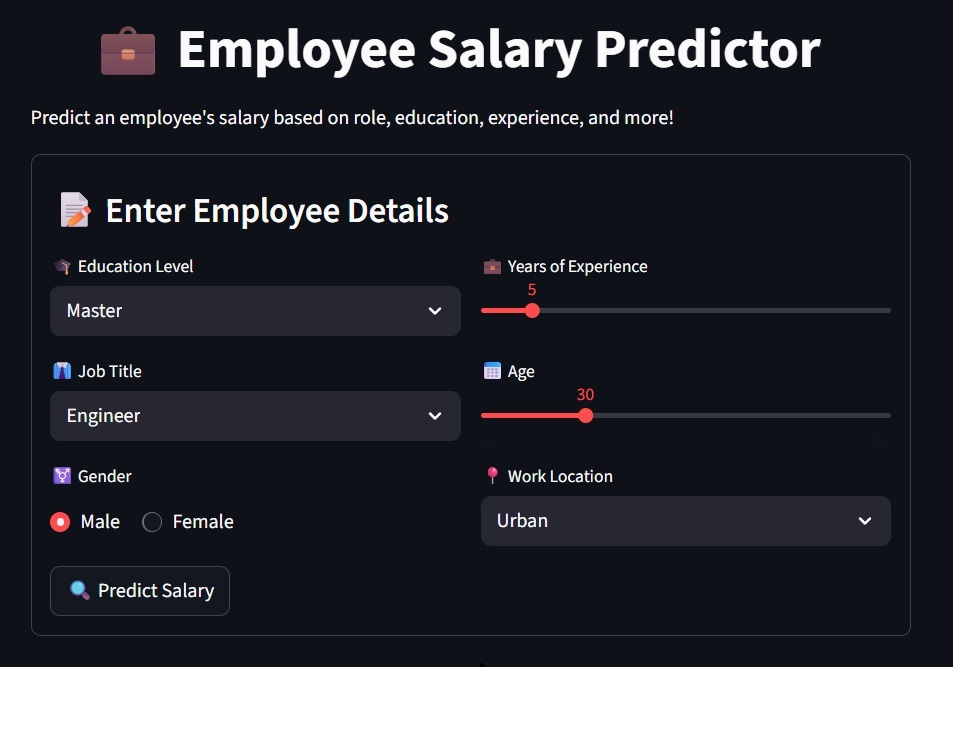 Employee Salary Predictor
Predict an employee's salary based on role, education, experience, and more!
Enter Employee Details
Education Level
Master
Years of Experience
5
Job Title
Engineer
Age
30
Gender
Male
Female
Work Location
Urban
Predict Salary